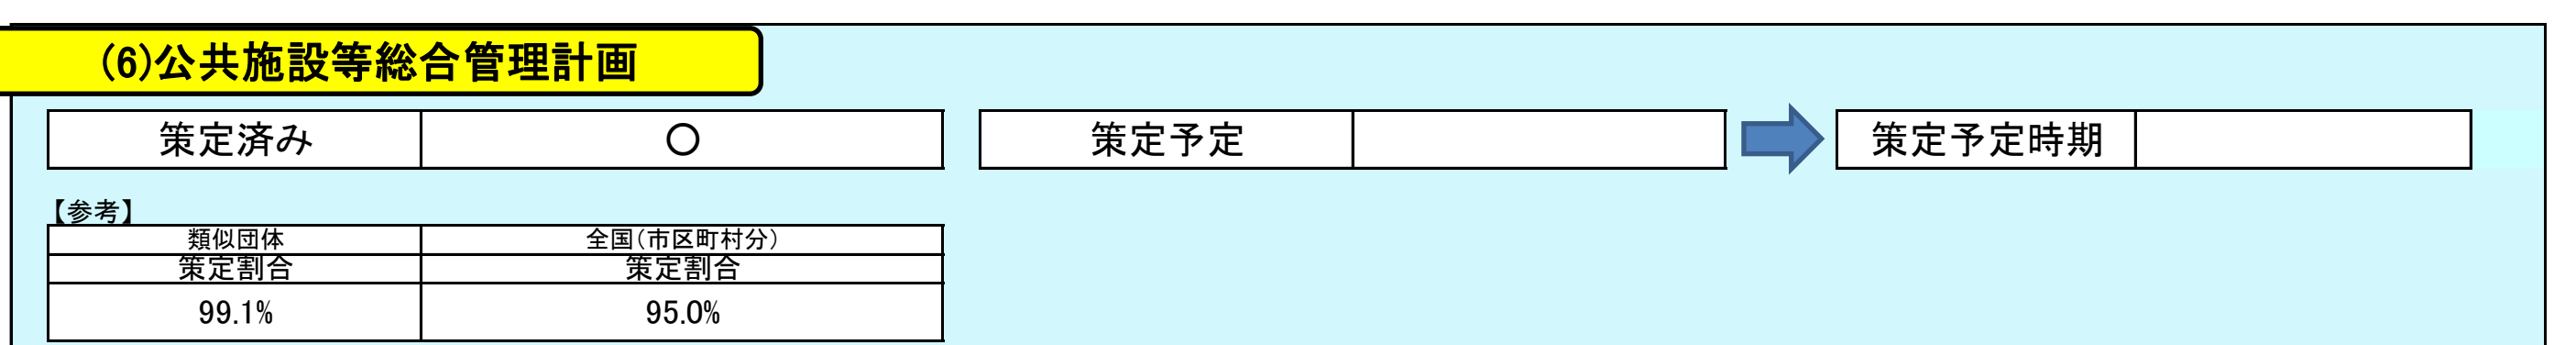 (6)公共施設等総合管理計画
策定済み ○ 策定予定 策定予定時期
【参考】
類似団体 全国(市区町村分)
策定割合 策定割合
99.1% 95.0%